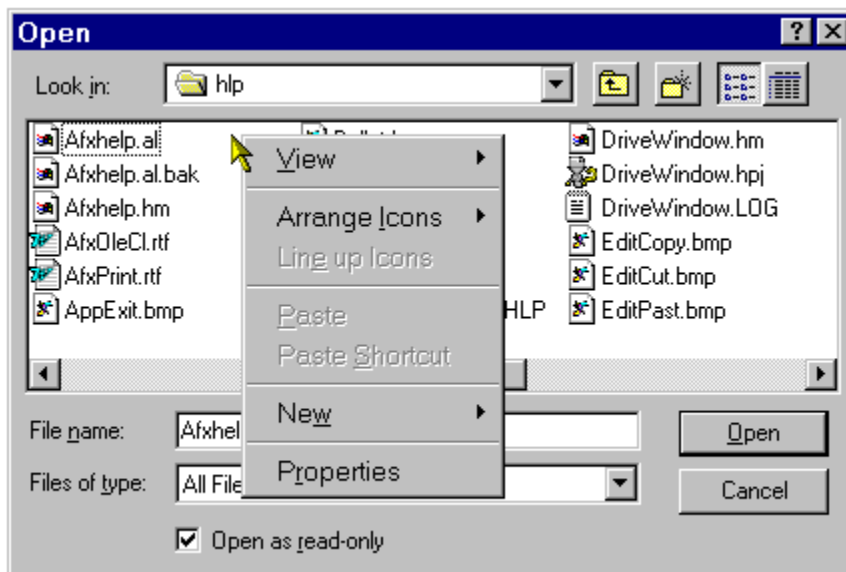 Open
Look in: hlp
Afxhelp.al
Afxhelp.al.bak
Afxhelp.hm
AfxOleCl.rtf
AfxPrint.rtf
AppExit.bmp
HLP
DriveWindow.hm
DriveWindow.hpj
DriveWindow.LOG
EditCopy.bmp
EditCut.bmp
EditPast.bmp
View
Arrange Icons
Line up Icons
Paste
Paste Shortcut
New
Properties
File name: Afxhel
Open
Files of type: All File
Cancel
Open as read-only